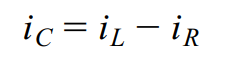 i_C = i_L − i_R